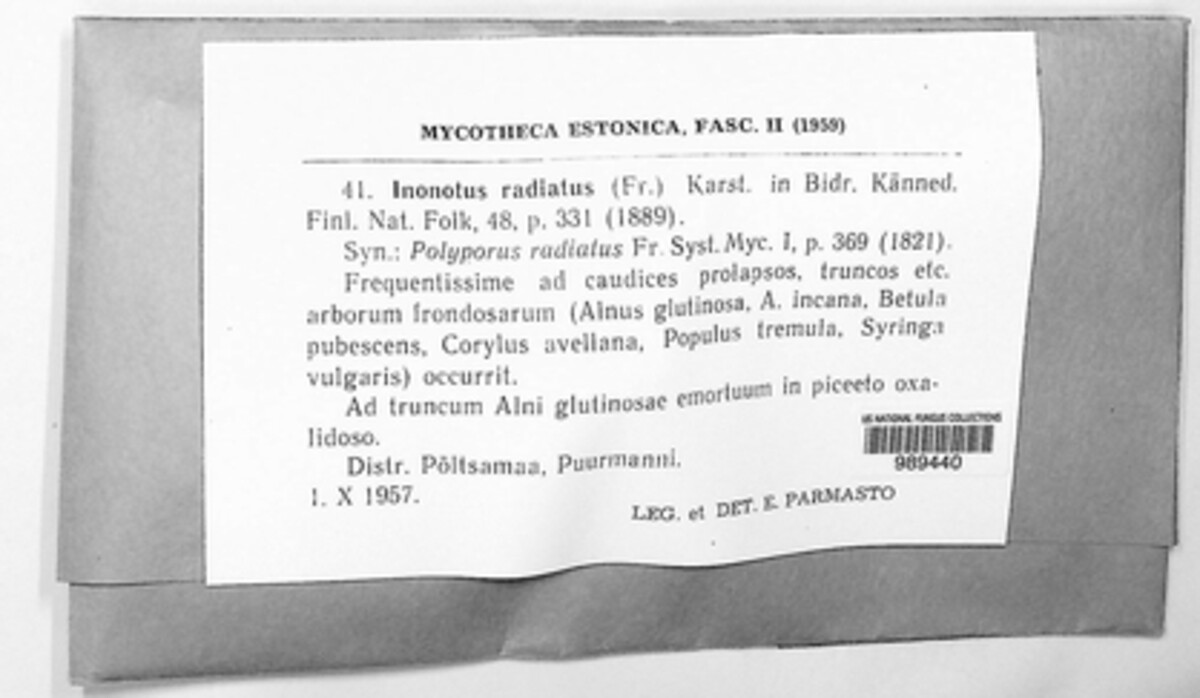 MYCOTHECA ESTONICA, FASC. II (1959)
41. Inonotus radiatus (Fr.) Karst. in Bidr. Känned.
Finl. Nat. Folk, 48, p. 331 (1889).
Syn.: Polyporus radiatus Fr. Syst. Myc. I, p. 369 (1821).
Frequentissime ad caudices prolapsos, truncos etc.
arborum frondosarum (Alnus glutinosa, A. incana, Betula
pubescens, Corylus avellana, Populus tremula, Syringa
vulgaris) occurrit.
Ad truncum Alni glutinosae emortuum in piceeto oxa-
lidoso.
US NATIONAL FUNGUS COLLECTIONS
989440
Distr. Põltsamaa, Puurmanni.
1. X 1957.
LEG. et DET. E. PARMASTO